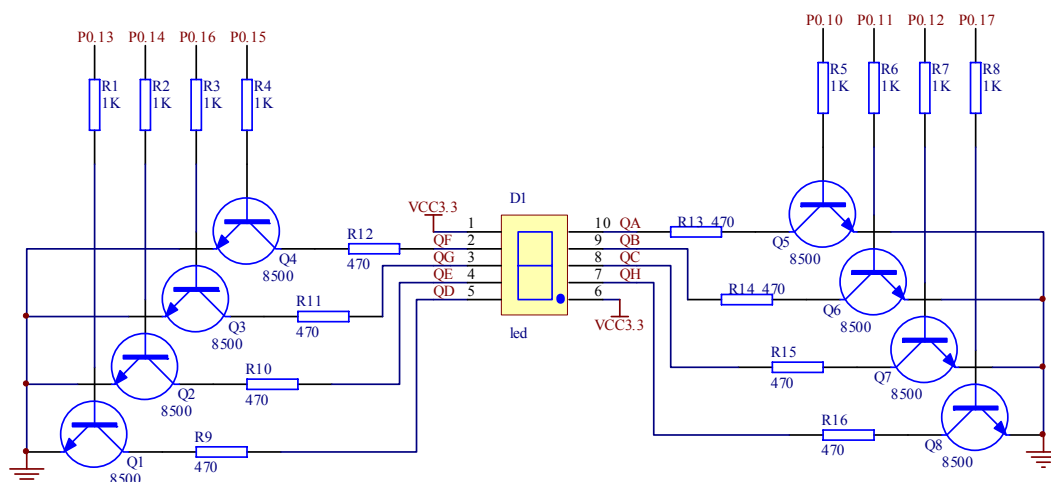 P0.13 P0.14 P0.16 P0.15 P0.10 P0.11 P0.12 P0.17
R1 R2 R3 R4 R5 R6 R7 R8
1K 1K 1K 1K 1K 1K 1K 1K
D1
VCC3.3
1 10 QA R13 470
QF 2 9 QB
QG 3 8 QC
QE 4 7 QH
QD 5 6
VCC3.3
led
R12
470
Q4
8500
Q5
8500
R11
470
Q3
8500
R14 470
Q6
8500
R10
470
Q2
8500
R15
470
Q7
8500
R9
470
Q1
8500
R16
470
Q8
8500